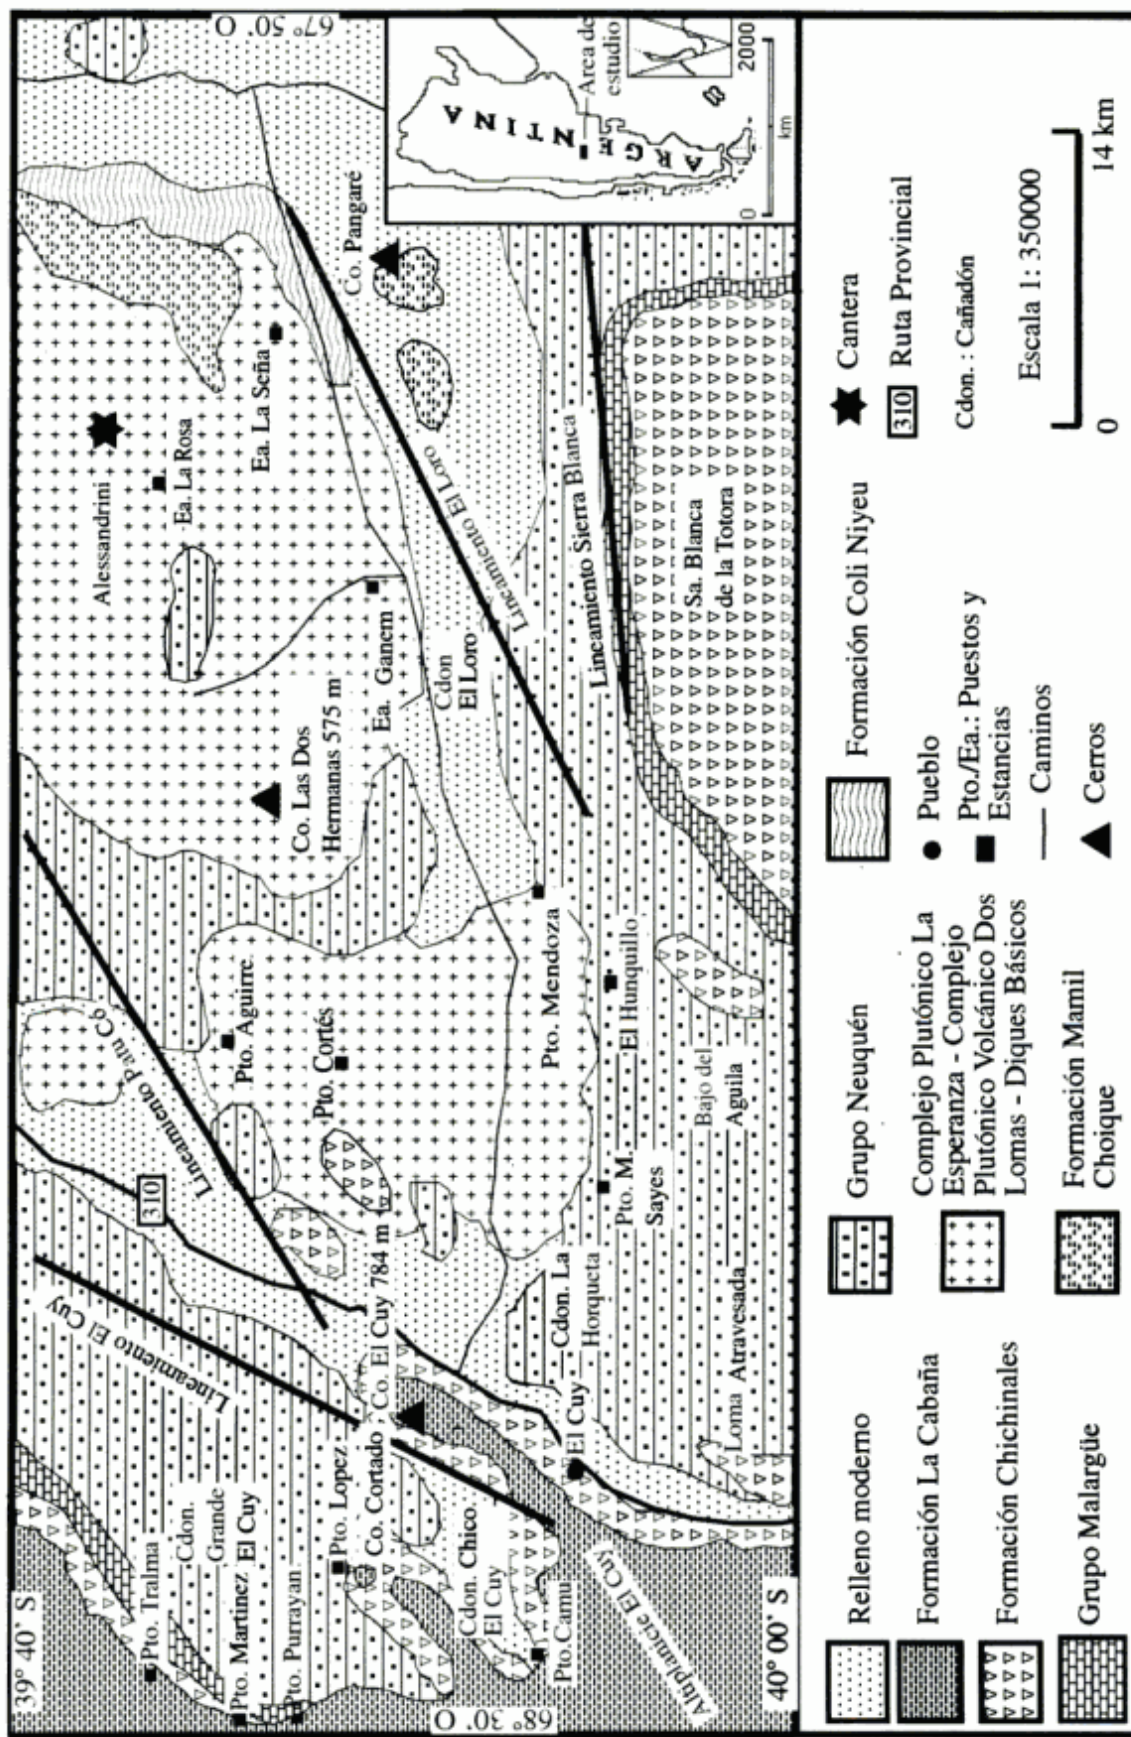 39° 40` S
67° 50` O
Pto. Tralma
Cdon.
Grande
Pto. Martinez El Cuy
Pto. Purrayan
Pto. Lopez
Co. Cortado
Cdon. Chico
El Cuy
Pto. Carnu
Altiplanicie El Cuy
68° 30` O
40° 00` S
Lineamiento El Cuy
310
Lineamiento Patu Co
Co. El Cuy 784 m
El Cuy
Cdon. La
Horqueta
Loma Atravesada
Pto. Aguirre
Pto. Cortés
Pto. Mendoza
Pto. M.
Sayes
El Hunquillo
Bajo del
Aguila
Co. Las Dos
Hermanas 575 m
Ea. Ganem
Cdon
El Loro
Lineamiento El Loro
Lineamiento Sierra Blanca
Sa. Blanca
de la Totora
Alessandrini
Ea. La Rosa
Ea. La Seña
Co. Pangaré
ARGENTINA
Area de
estudio
0
km
2000
Relleno moderno
Formación La Cabaña
Formación Chichinales
Grupo Malargüe
Grupo Neuquén
Complejo Plutónico La
Esperanza - Complejo
Plutónico Volcánico Dos
Lomas - Diques Básicos
Formación Mamil
Choique
Formación Coli Niyeu
Pueblo
Pto./Ea.: Puestos y
Estancias
Caminos
Cerros
Cantera
310 Ruta Provincial
Cdon. : Cañadón
Escala 1: 350000
0
14 km